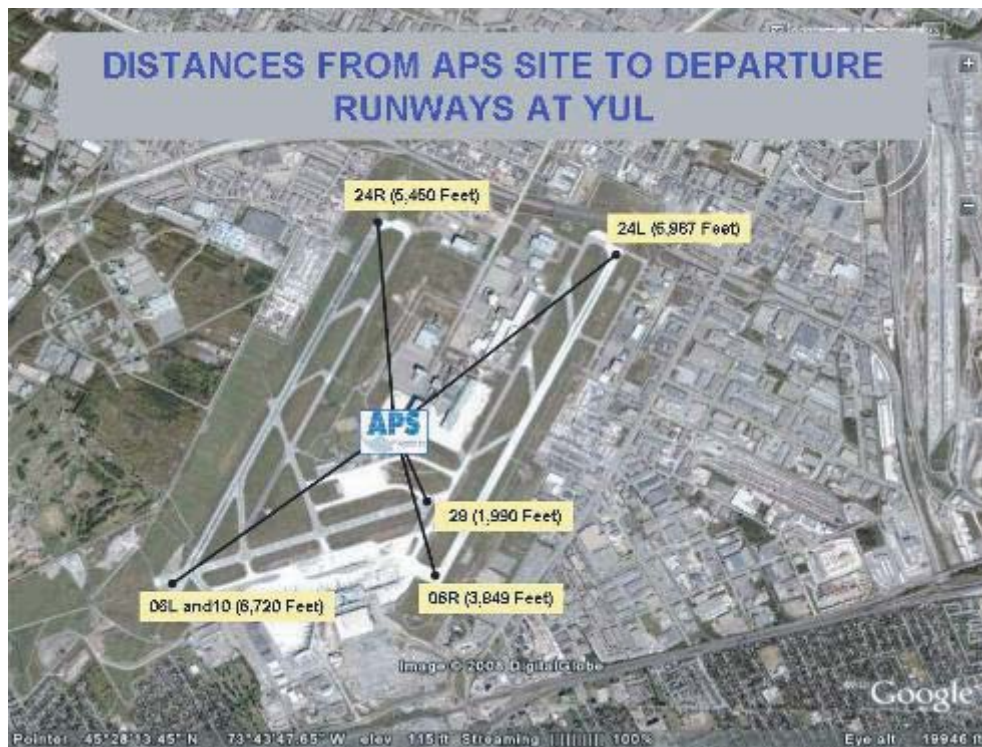 DISTANCES FROM APS SITE TO DEPARTURE
RUNWAYS AT YUL
24R (5,450 Feet)
24L (5,967 Feet)
APS
28 (1,990 Feet)
06L and10 (6,720 Feet)
06R (3,849 Feet)
Image © 2008 DigitalGlobe
Google
Pointer 45°28'13.45" N 73°43'47.65" W elev 115 ft Streaming 100% Eye alt 19946 ft